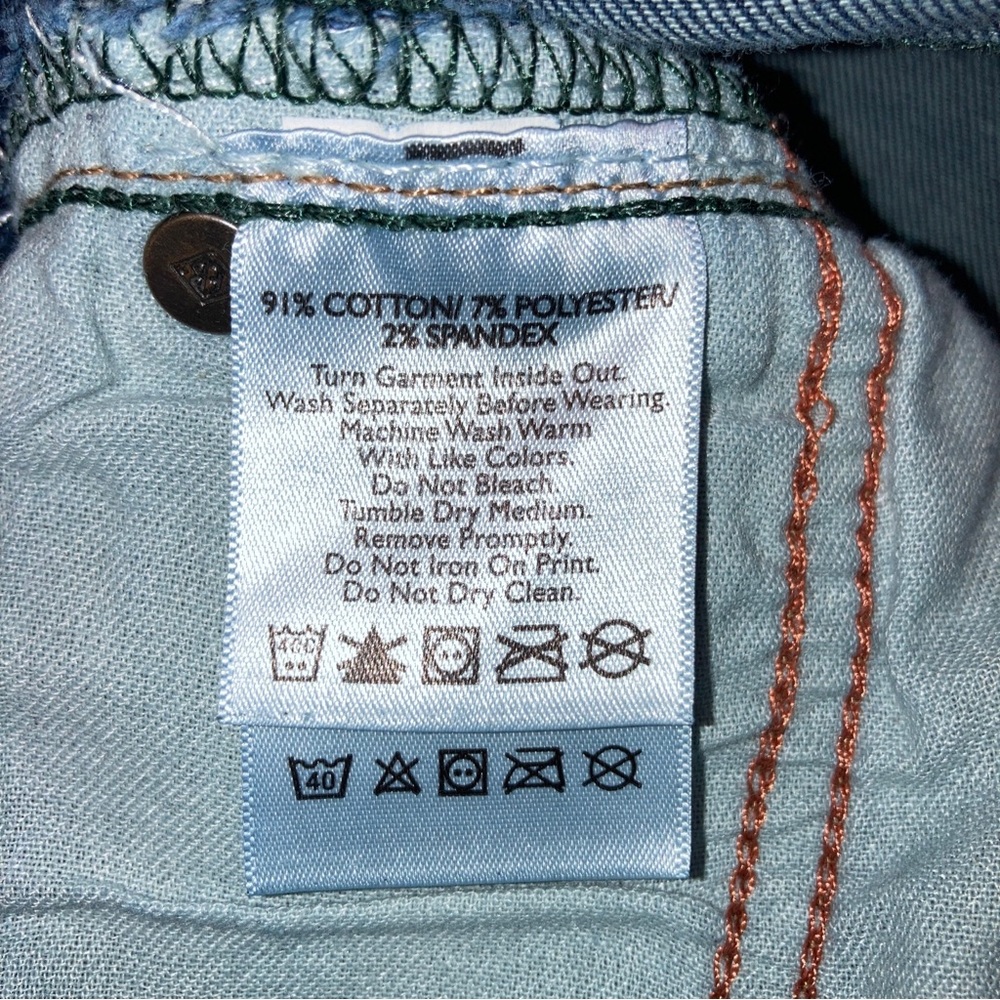 91% COTTON/ 7% POLYESTER/
2% SPANDEX
Turn Garment Inside Out.
Wash Separately Before Wearing.
Machine Wash Warm
With Like Colors.
Do Not Bleach.
Tumble Dry Medium.
Remove Promptly.
Do Not Iron On Print.
Do Not Dry Clean.
40C
40